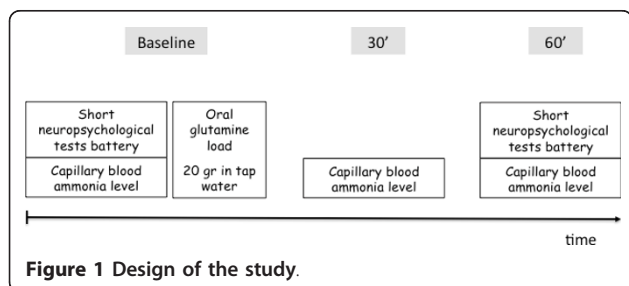 Baseline
30'
60'
Short
neuropsychological
tests battery
Capillary blood
ammonia level
Oral
glutamine
load
20 gr in tap
water
Capillary blood
ammonia level
Short
neuropsychological
tests battery
Capillary blood
ammonia level
time
Figure 1 Design of the study.